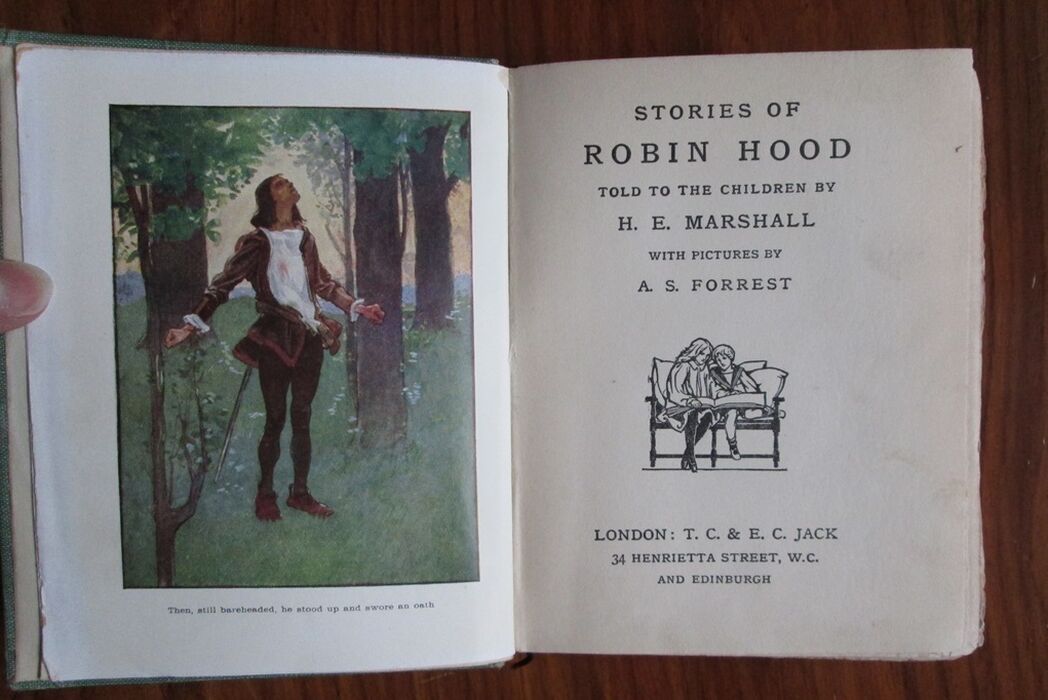 Then, still bareheaded, he stood up and swore an oath
STORIES OF
ROBIN HOOD
TOLD TO THE CHILDREN BY
H. E. MARSHALL
WITH PICTURES BY
A. S. FORREST
LONDON: T. C. & E. C. JACK
34 HENRIETTA STREET, W.C.
AND EDINBURGH